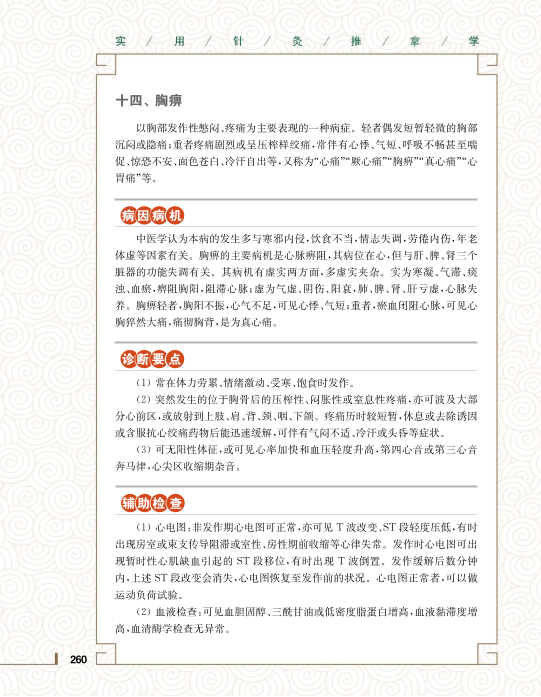 实 / 用 / 针 / 灸 / 推 / 拿 / 学
十四、胸痹
以胸部发作性憋闷、疼痛为主要表现的一种病症。轻者偶发短暂轻微的胸部
沉闷或隐痛；重者疼痛剧烈或呈压榨样绞痛，常伴有心悸、气短、呼吸不畅甚至喘
促、惊恐不安、面色苍白、冷汗自出等，又称为“心痛”“厥心痛”“胸痹”“真心痛”“心
胃痛”等。
病因病机
中医学认为本病的发生多与寒邪内侵，饮食不当，情志失调，劳倦内伤，年老
体虚等因素有关。胸痹的主要病机是心脉痹阻，其病位在心，但与肝、脾、肾三个
脏器的功能失调有关。其病机有虚实两方面，多虚实夹杂。实为寒凝、气滞、痰
浊、血瘀，痹阻胸阳，阻滞心脉；虚为气虚、阴伤、阳衰，肺、脾、肾、肝亏虚，心脉失
养。胸痹轻者，胸阳不振，心气不足，可见心悸、气短；重者，瘀血闭阻心脉，可见心
胸猝然大痛，痛彻胸背，是为真心痛。
诊断要点
（1）常在体力劳累、情绪激动、受寒、饱食时发作。
（2）突然发生的位于胸骨后的压榨性、闷胀性或窒息性疼痛，亦可波及大部
分心前区，或放射到上肢、肩、背、颈、咽、下颌。疼痛历时较短暂，休息或去除诱因
或含服抗心绞痛药物后能迅速缓解，可伴有气闷不适、冷汗或头昏等症状。
（3）可无阳性体征，或可见心率加快和血压轻度升高，第四心音或第三心音
奔马律，心尖区收缩期杂音。
辅助检查
（1）心电图：非发作期心电图可正常，亦可见 T 波改变、ST 段轻度压低，有时
出现房室或束支传导阻滞或室性、房性期前收缩等心律失常。发作时心电图可出
现暂时性心肌缺血引起的 ST 段移位，有时出现 T 波倒置。发作缓解后数分钟
内，上述 ST 段改变会消失，心电图恢复至发作前的状况。心电图正常者，可以做
运动负荷试验。
（2）血液检查：可见血胆固醇、三酰甘油或低密度脂蛋白增高，血液黏滞度增
高，血清酶学检查无异常。
260